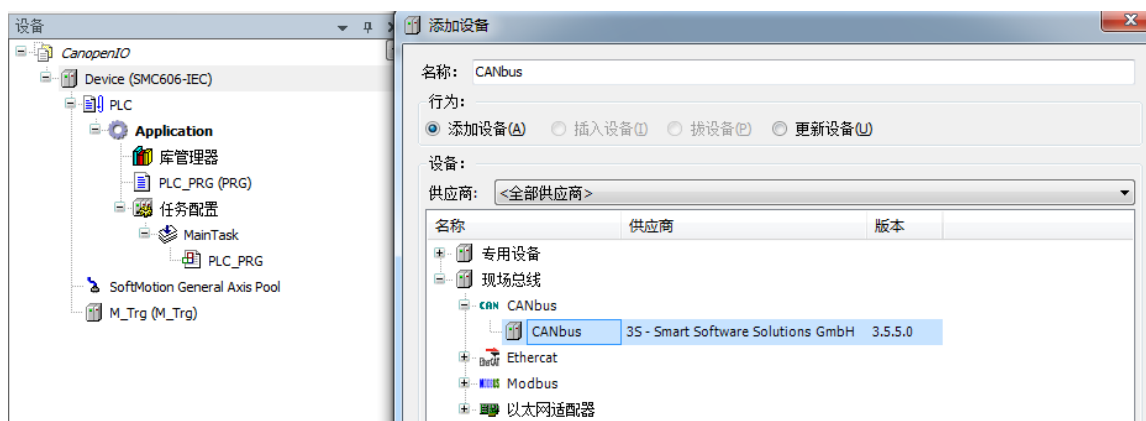 设备
CanopenIO
Device (SMC606-IEC)
PLC
Application
库管理器
PLC_PRG (PRG)
任务配置
MainTask
PLC_PRG
SoftMotion General Axis Pool
M_Trg (M_Trg)
添加设备
名称: CANbus
行为:
添加设备(A) 插入设备(I) 拔设备(P) 更新设备(U)
设备:
供应商: <全部供应商>
名称 供应商 版本
专用设备
现场总线
CAN CANbus
CANbus 3S - Smart Software Solutions GmbH 3.5.5.0
EtherCAT Ethercat
MODBUS Modbus
以太网适配器